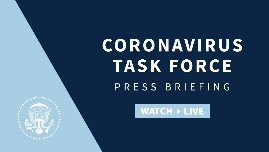 CORONAVIRUS
TASK FORCE
PRESS BRIEFING
WATCH ▸ LIVE